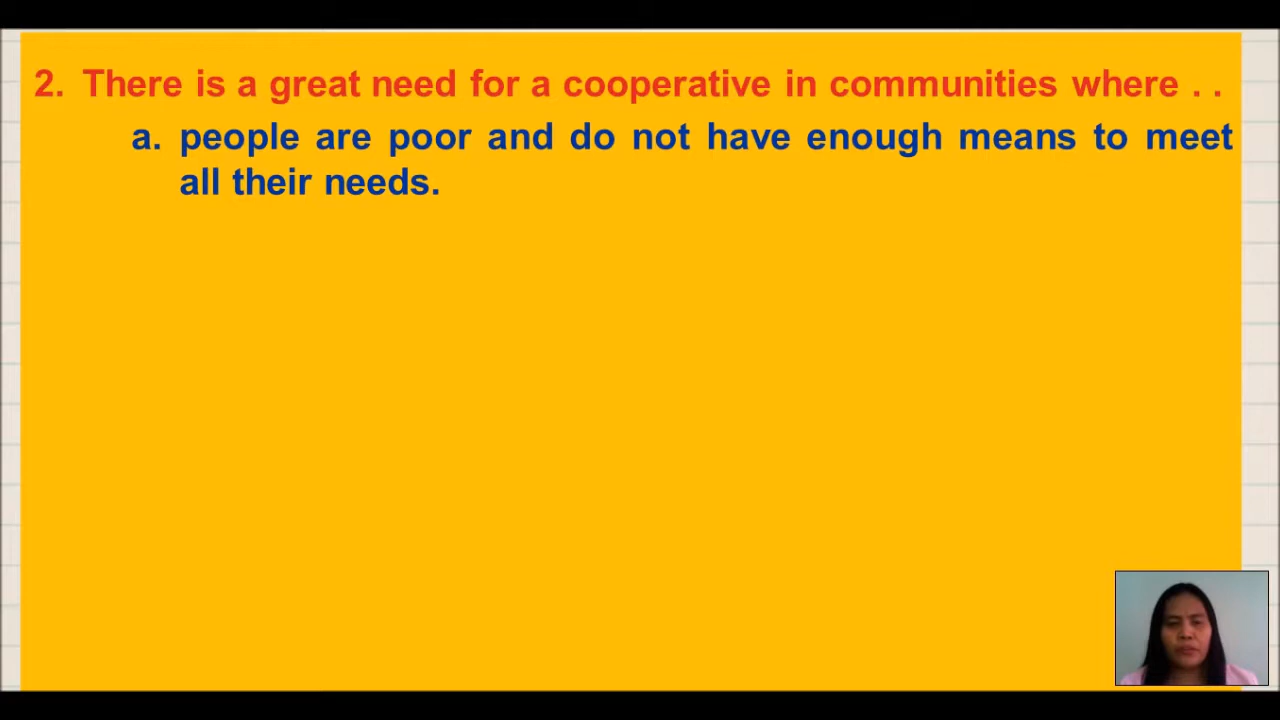 2. There is a great need for a cooperative in communities where . .
a. people are poor and do not have enough means to meet
all their needs.